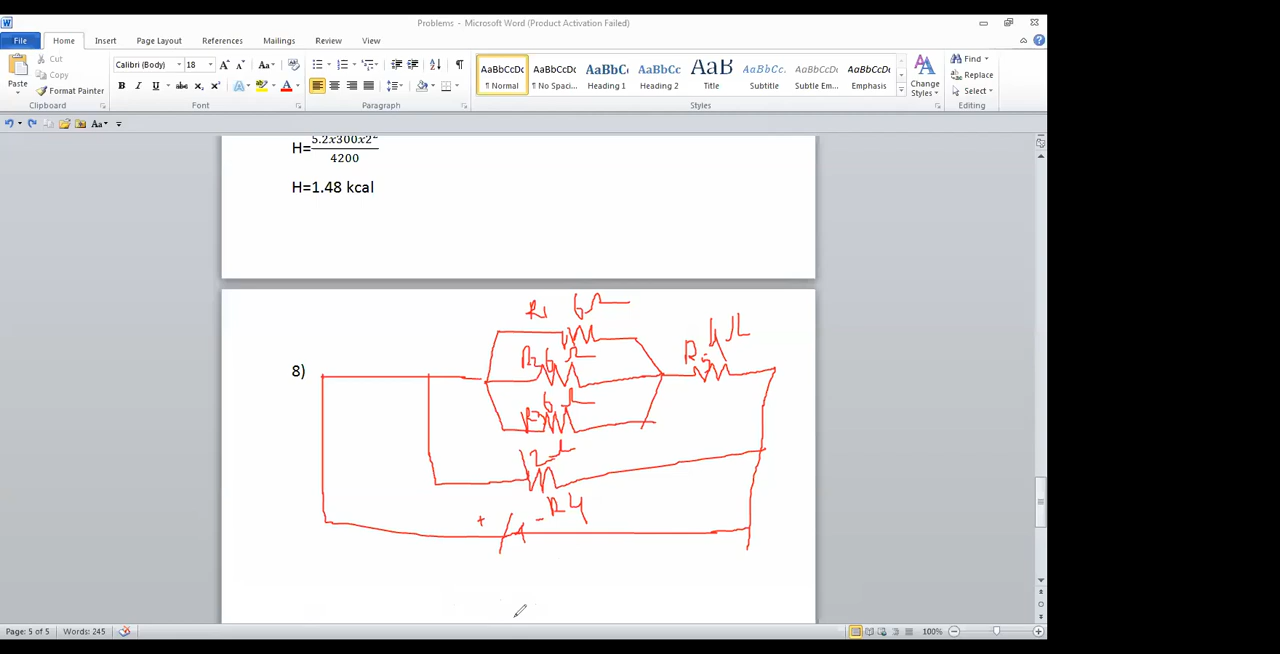 Problems - Microsoft Word (Product Activation Failed)
File Home Insert Page Layout References Mailings Review View
Paste
Cut
Copy
Format Painter
Clipboard
Calibri (Body) 18
Font
Paragraph
AaBbCcDc AaBbCcDc AaBbCc AaBbCc AaB AaBbCc. AaBbCcDc AaBbCcDc
¶ Normal ¶ No Spaci... Heading 1 Heading 2 Title Subtitle Subtle Em... Emphasis
Styles
Change Styles
Find
Replace
Select
Editing
H=5.2x300x2²
4200
H=1.48 kcal
8)
R1 6Ω
R2 6Ω
R3 6Ω
R5 4Ω
12Ω
R4
+ -
Page: 5 of 5 Words: 245 100%